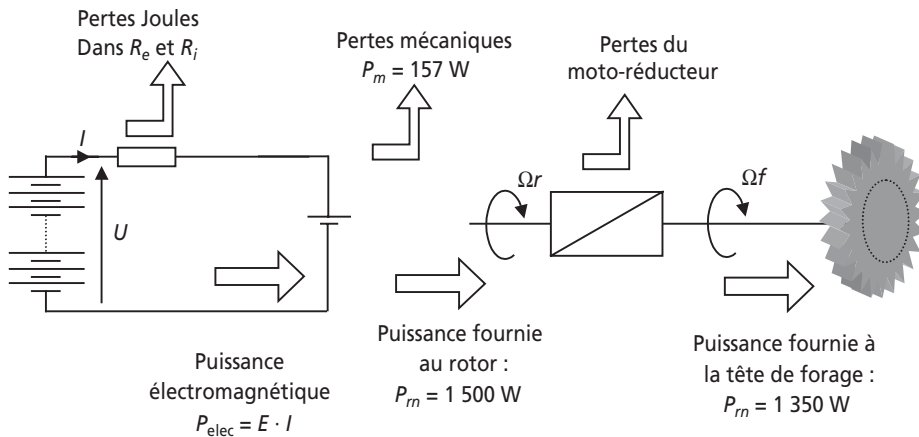 Pertes Joules
Dans Re et Ri
Pertes mécaniques
Pm = 157 W
Pertes du
moto-réducteur
I
U
Ωr
Ωf
Puissance
électromagnétique
Pelec = E · I
Puissance fournie
au rotor :
Prn = 1 500 W
Puissance fournie à
la tête de forage :
Prn = 1 350 W